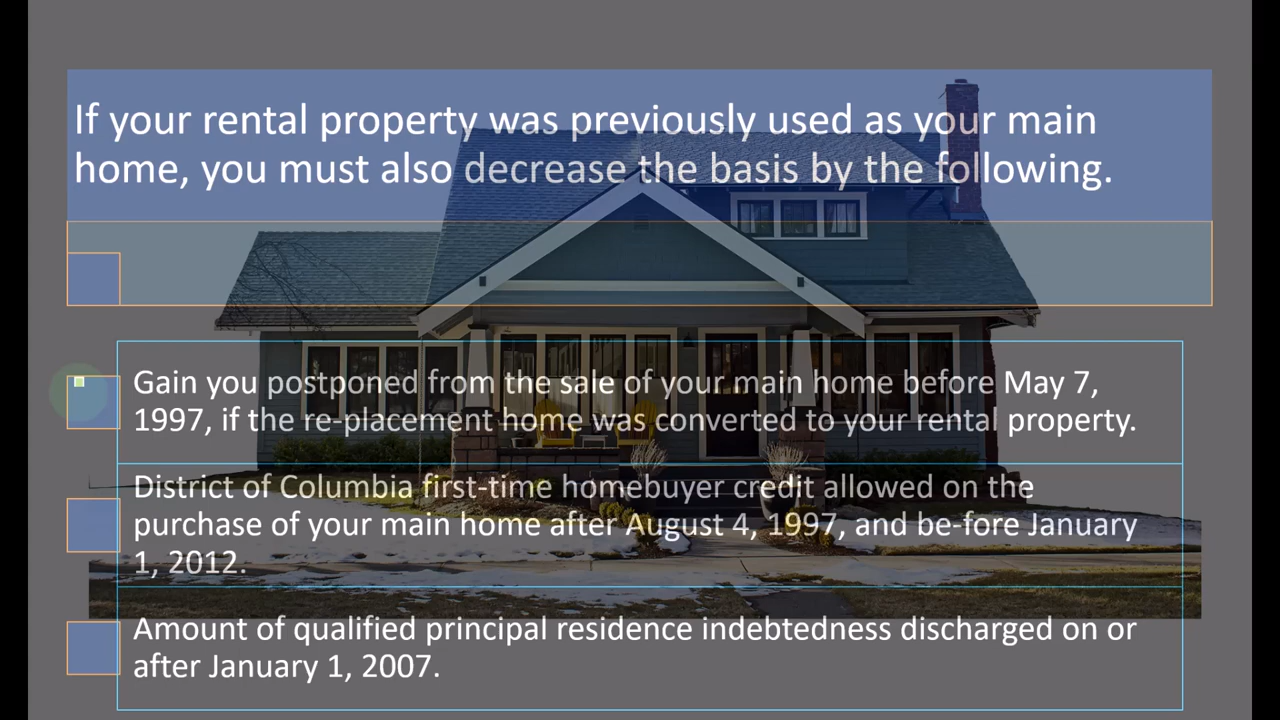 If your rental property was previously used as your main
home, you must also decrease the basis by the following.
Gain you postponed from the sale of your main home before May 7,
1997, if the re-placement home was converted to your rental property.
District of Columbia first-time homebuyer credit allowed on the
purchase of your main home after August 4, 1997, and be-fore January
1, 2012.
Amount of qualified principal residence indebtedness discharged on or
after January 1, 2007.